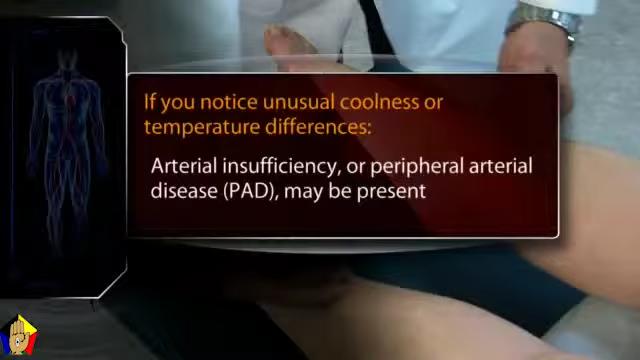 If you notice unusual coolness or
temperature differences:
Arterial insufficiency, or peripheral arterial
disease (PAD), may be present